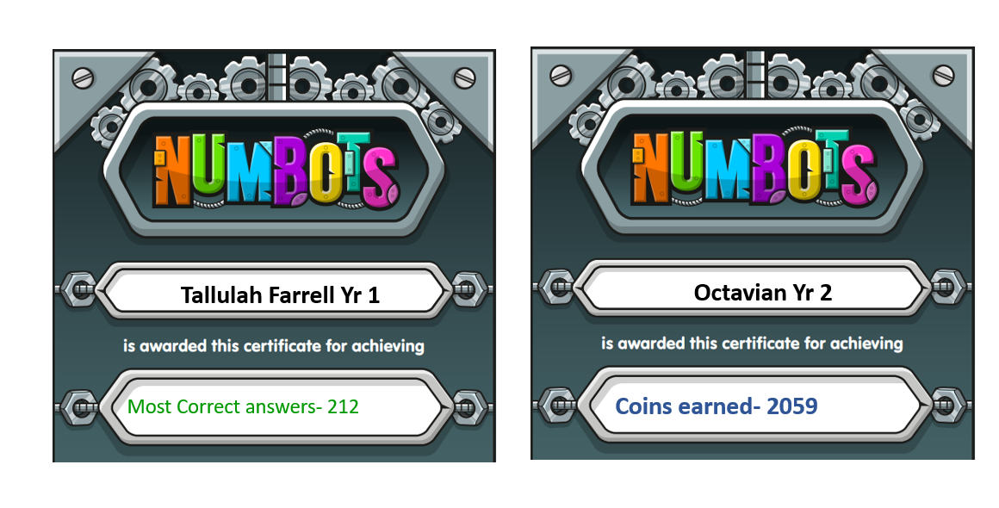 NUMBOTS
Tallulah Farrell Yr 1
is awarded this certificate for achieving
Most Correct answers- 212
NUMBOTS
Octavian Yr 2
is awarded this certificate for achieving
Coins earned- 2059